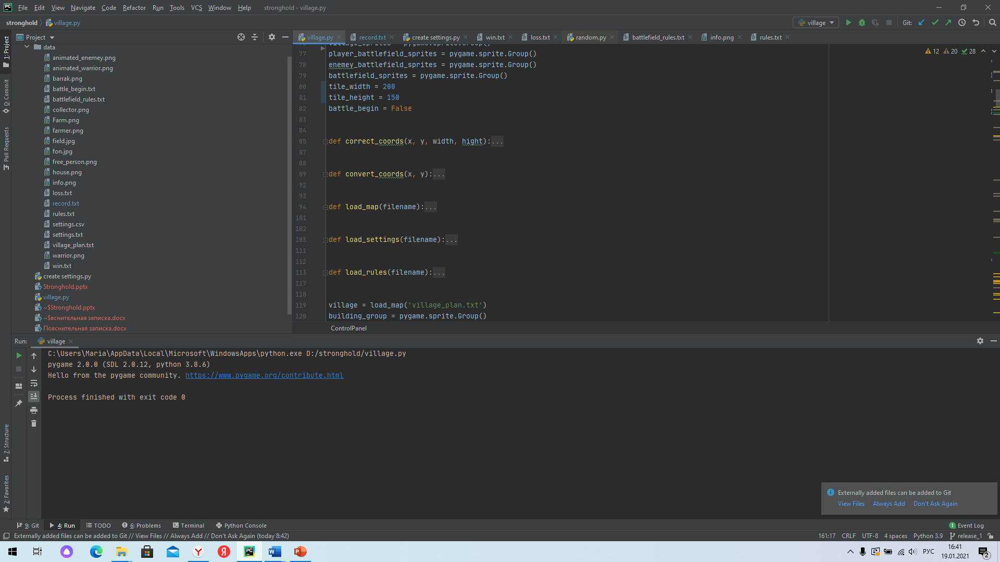 File Edit View Navigate Code Refactor Run Tools VCS Window Help stronghold - village.py
stronghold village.py village Git:
Project
village.py record.txt create settings.py win.txt loss.txt random.py battlefield_rules.txt info.png rules.txt
1: Project
0: Commit
Pull Requests
7: Structure
2: Favorites
data
animated_enemey.png
animated_warrior.png
barrak.png
battle_begin.txt
battlefield_rules.txt
collector.png
Farm.png
farmer.png
field.jpg
fon.jpg
free_person.png
house.png
info.png
loss.txt
record.txt
rules.txt
settings.csv
settings.txt
village_plan.txt
warrior.png
win.txt
create settings.py
Stronghold.pptx
village.py
~$Stronghold.pptx
~$яснительная записка.docx
Пояснительная записка.docx
12 20 28
77 player_battlefield_sprites = pygame.sprite.Group()
78 enemey_battlefield_sprites = pygame.sprite.Group()
79 battlefield_sprites = pygame.sprite.Group()
80 tile_width = 200
81 tile_height = 150
82 battle_begin = False
83
84
85 def correct_coords(x, y, width, hight):...
87
88
89 def convert_coords(x, y):...
92
93
94 def load_map(filename):...
101
102
103 def load_settings(filename):...
111
112
113 def load_rules(filename):...
117
118
119 village = load_map('village_plan.txt')
120 building_group = pygame.sprite.Group()
ControlPanel
Run: village
C:\Users\Maria\AppData\Local\Microsoft\WindowsApps\python.exe D:/stronghold/village.py
pygame 2.0.0 (SDL 2.0.12, python 3.8.6)
Hello from the pygame community. https://www.pygame.org/contribute.html
Process finished with exit code 0
Externally added files can be added to Git
View Files Always Add Don't Ask Again
9: Git 4: Run TODO 6: Problems Terminal Python Console 1 Event Log
Externally added files can be added to Git // View Files // Always Add // Don't Ask Again (today 8:42) 161:17 CRLF UTF-8 4 spaces Python 3.9 release_1
РУС
16:41
19.01.2021
2